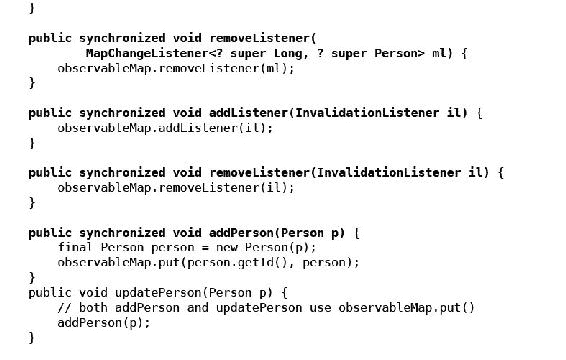 }
public synchronized void removeListener(
MapChangeListener<? super Long, ? super Person> ml) {
observableMap.removeListener(ml);
}
public synchronized void addListener(InvalidationListener il) {
observableMap.addListener(il);
}
public synchronized void removeListener(InvalidationListener il) {
observableMap.removeListener(il);
}
public synchronized void addPerson(Person p) {
final Person person = new Person(p);
observableMap.put(person.getId(), person);
}
public void updatePerson(Person p) {
// both addPerson and updatePerson use observableMap.put()
addPerson(p);
}